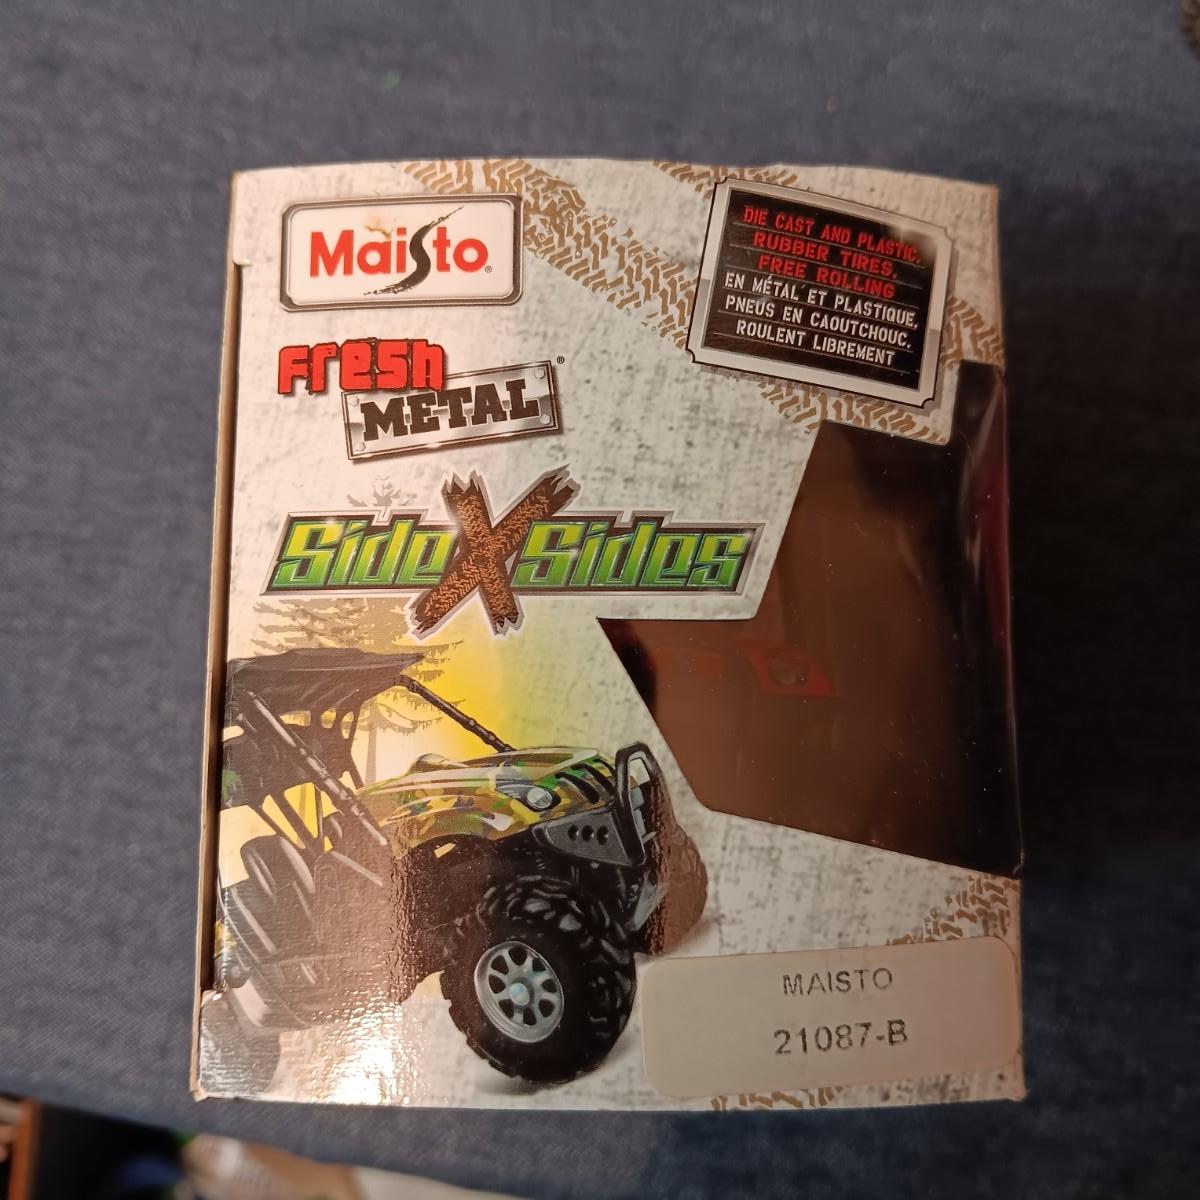 Maisto®
Fresh
METAL®
Side X Sides
DIE CAST AND PLASTIC.
RUBBER TIRES.
FREE ROLLING
EN MÉTAL ET PLASTIQUE,
PNEUS EN CAOUTCHOUC,
ROULENT LIBREMENT
MAISTO
21087-B